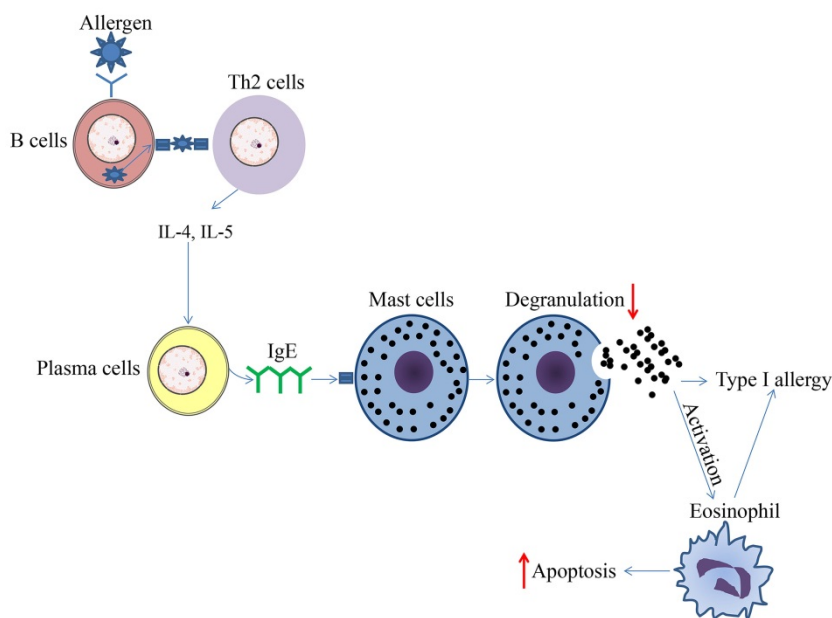 Allergen
Th2 cells
B cells
IL-4, IL-5
Mast cells
Degranulation
IgE
Plasma cells
Type I allergy
Activation
Eosinophil
Apoptosis